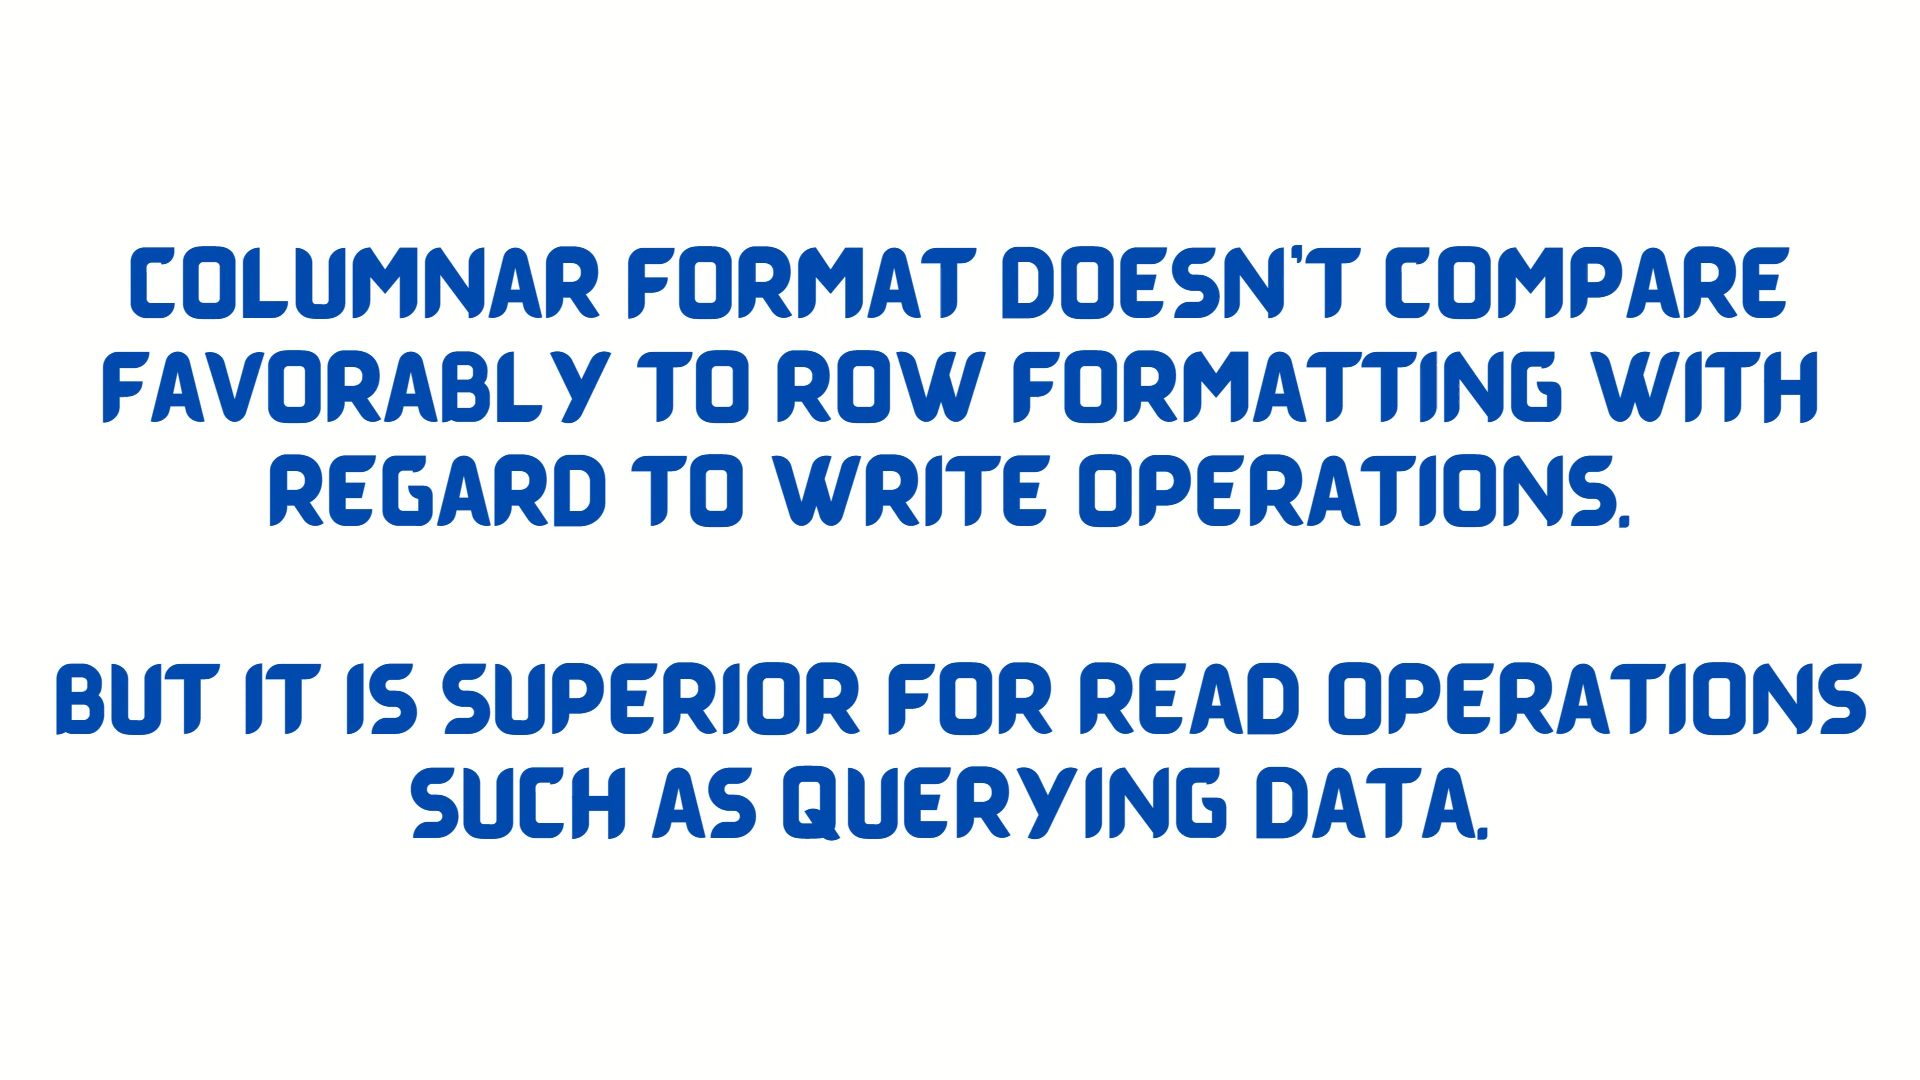 COLUMNAR FORMAT DOESN'T COMPARE
FAVORABLY TO ROW FORMATTING WITH
REGARD TO WRITE OPERATIONS.
BUT IT IS SUPERIOR FOR READ OPERATIONS
SUCH AS QUERYING DATA.